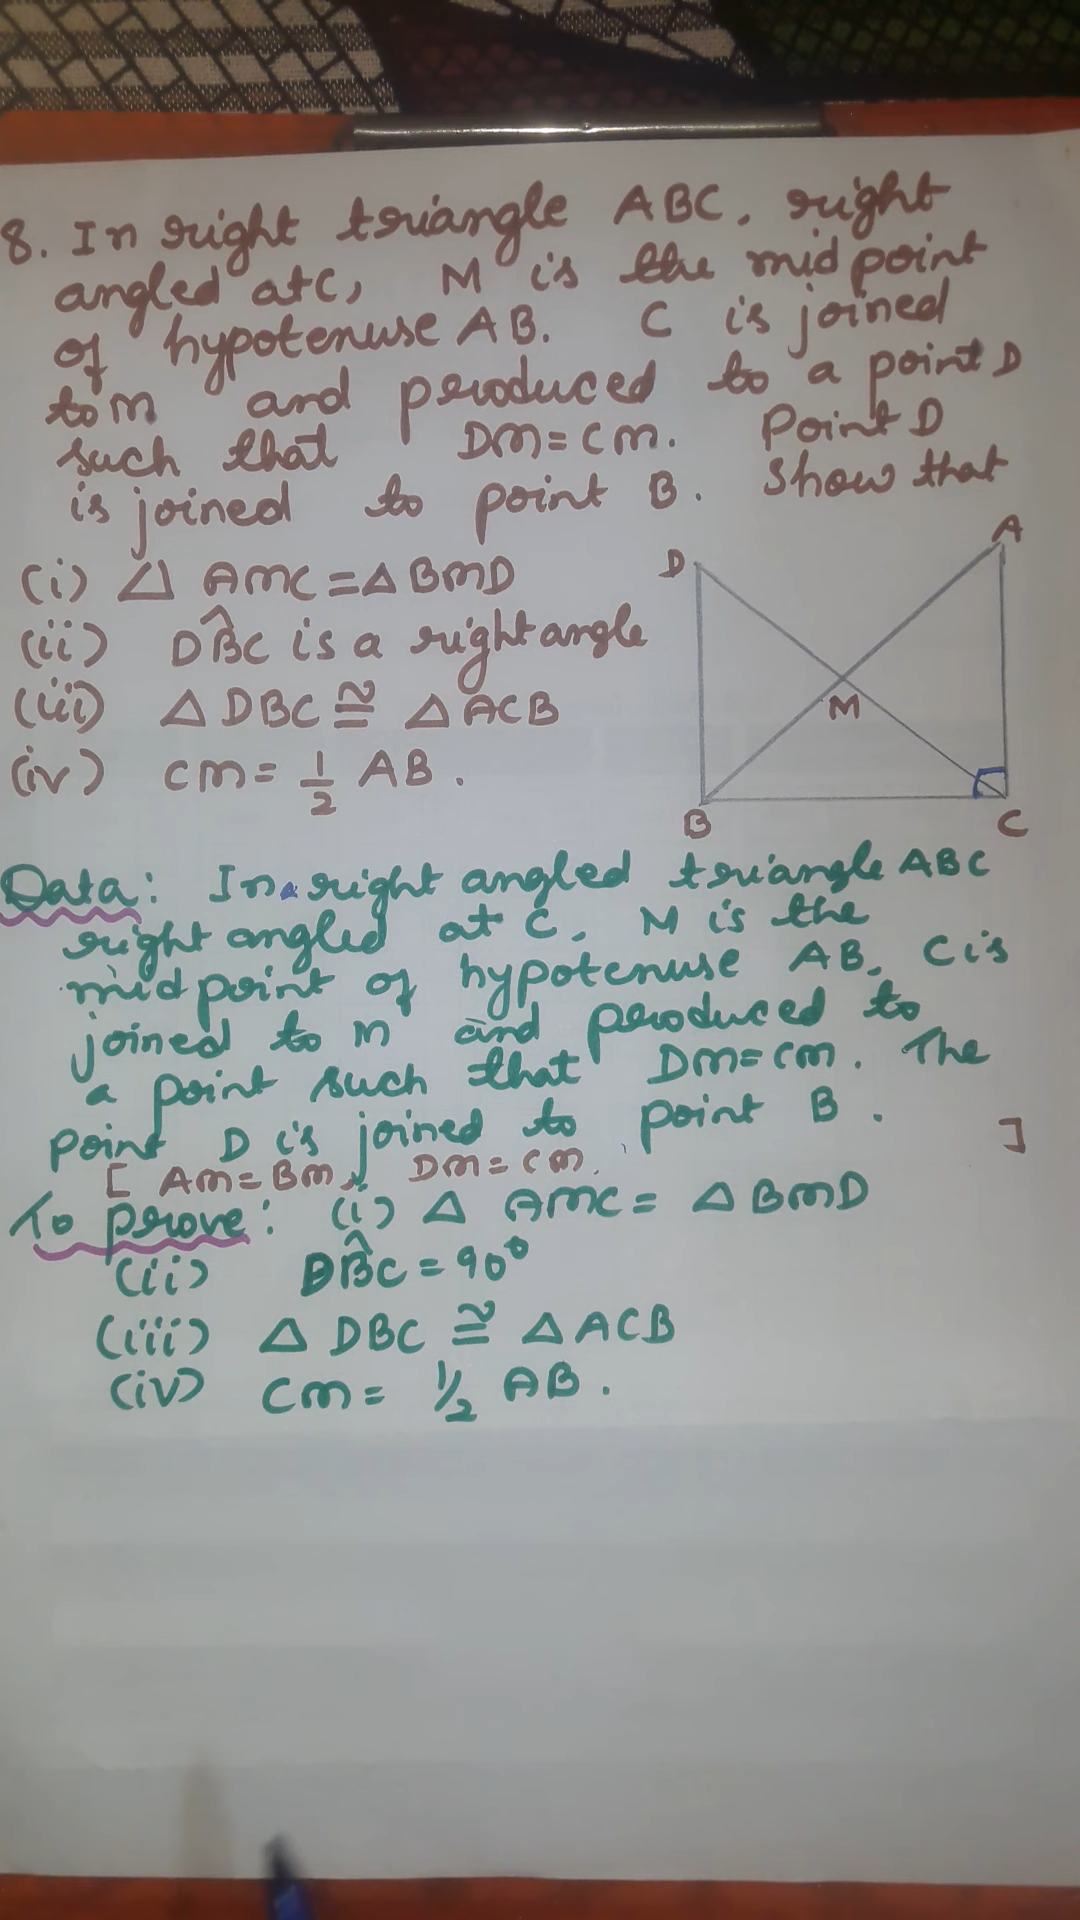 8. In right triangle ABC, right
angled at C, M is the mid point
of hypotenuse AB. C is joined
to M and produced to a point D
such that DM = CM. Point D
is joined to point B. Show that
(i) △ AMC = △ BMD
(ii) DB̂C is a right angle
(iii) △ DBC ≅ △ ACB
(iv) CM = 1/2 AB.
D
A
M
B
C
Data: In a right angled triangle ABC
right angled at C, M is the
midpoint of hypotenuse AB. C is
joined to M and produced to
a point such that DM = CM. The
point D is joined to point B.
[ AM = BM, DM = CM. ]
To prove: (i) △ AMC = △ BMD
(ii) DB̂C = 90°
(iii) △ DBC ≅ △ ACB
(iv) CM = 1/2 AB.